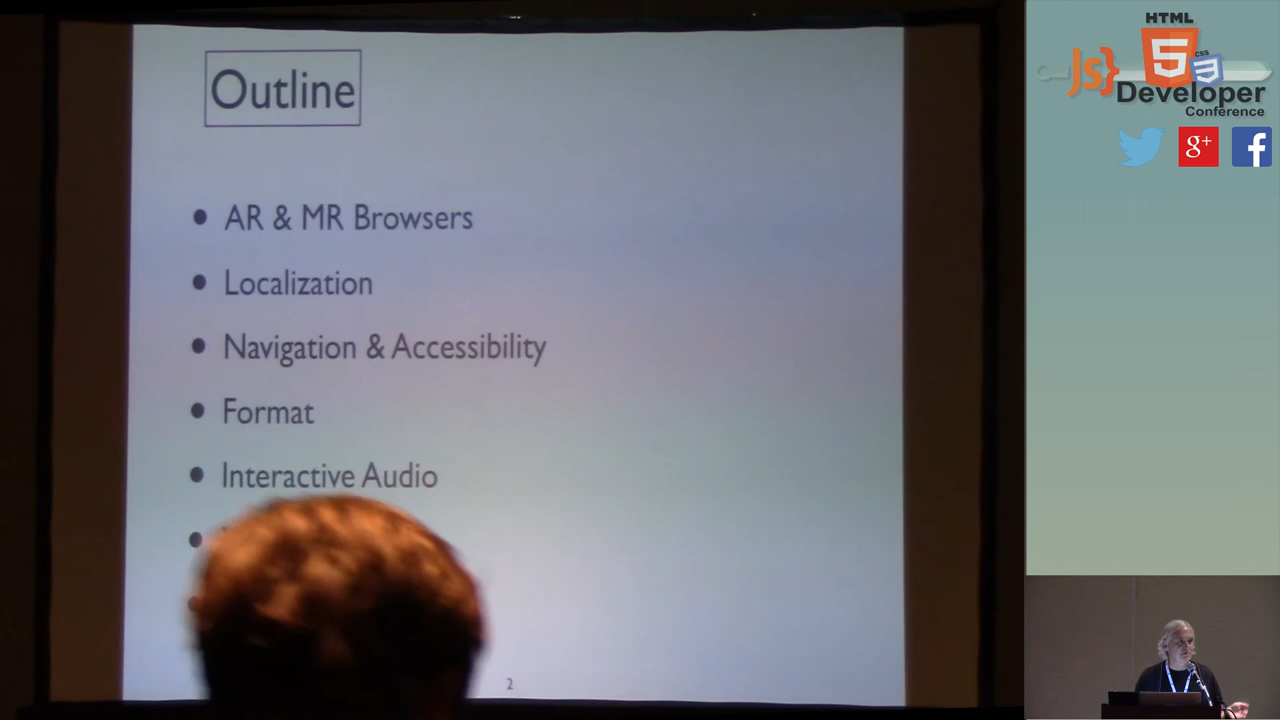 Outline
AR & MR Browsers
Localization
Navigation & Accessibility
Format
Interactive Audio
2
HTML
5
CSS
3
JS}
Developer
Conference
g+
f